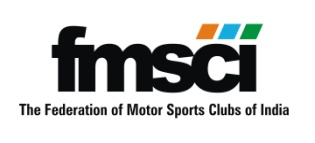 fmsci
The Federation of Motor Sports Clubs of India